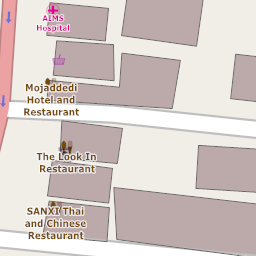 AIMS
Hospital
Mojaddedi
Hotel and
Restaurant
The Look In
Restaurant
SANXI Thai
and Chinese
Restaurant